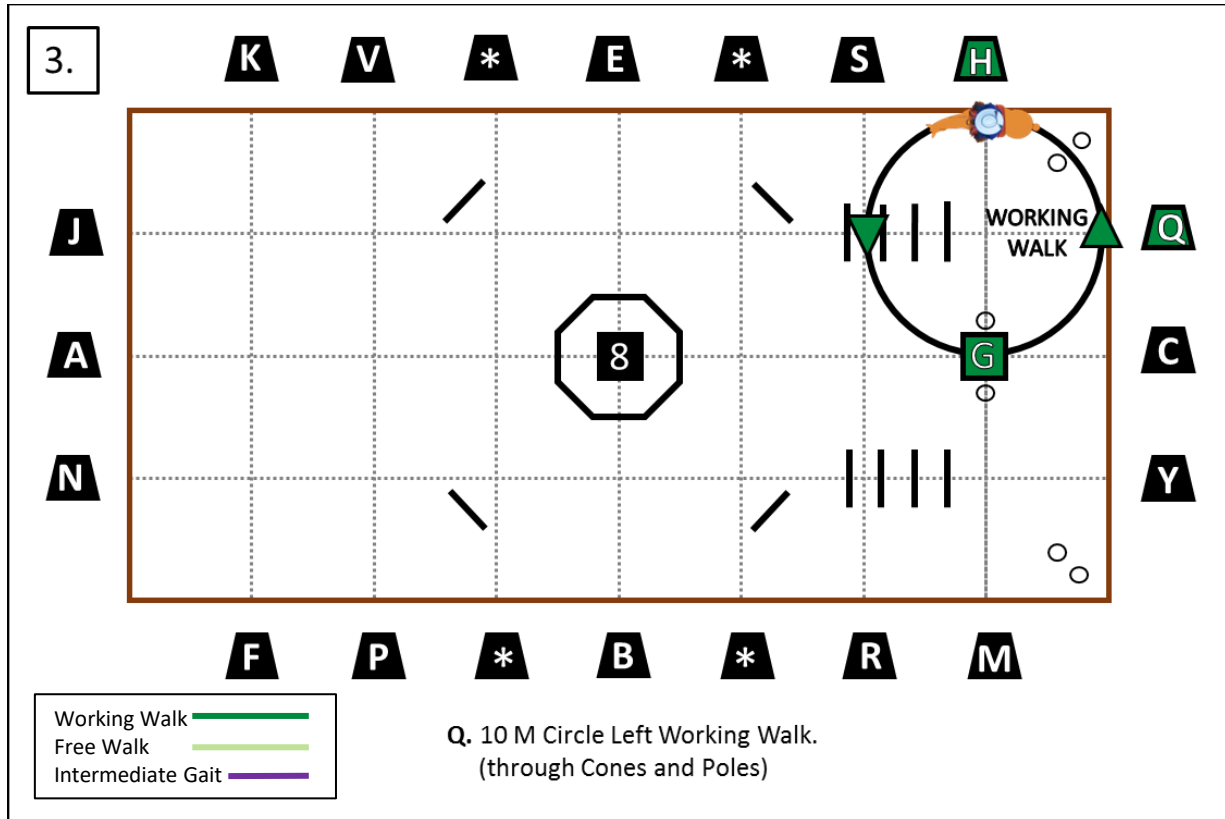 3.
K V * E * S H
J
WORKING
WALK
Q
A
8
G
C
N
Y
F P * B * R M
Working Walk
Free Walk
Intermediate Gait
Q. 10 M Circle Left Working Walk.
(through Cones and Poles)